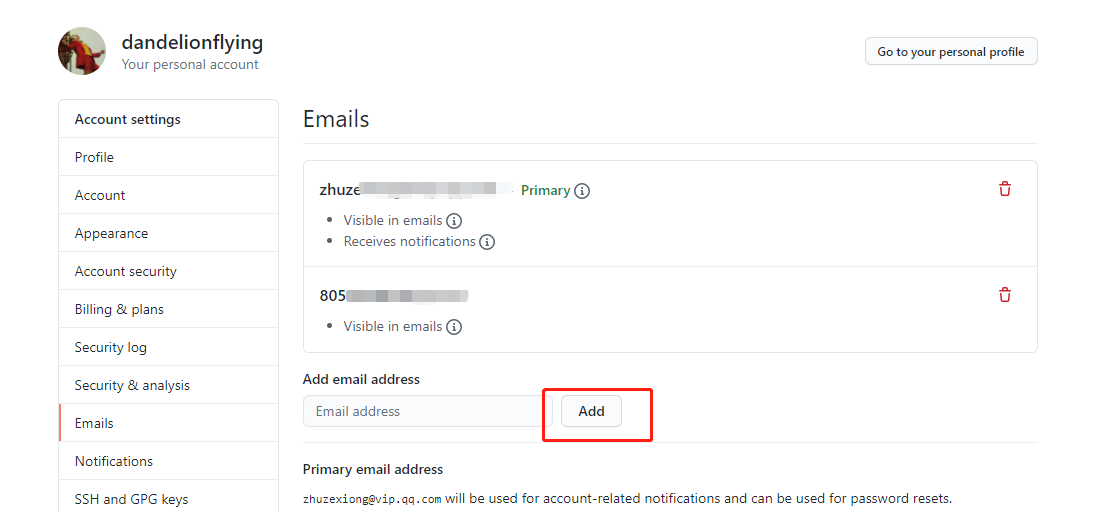 dandelionflying
Your personal account
Go to your personal profile
Account settings
Profile
Account
Appearance
Account security
Billing & plans
Security log
Security & analysis
Emails
Notifications
SSH and GPG keys
Emails
zhuze Primary
Visible in emails
Receives notifications
805
Visible in emails
Add email address
Email address Add
Primary email address
zhuzexiong@vip.qq.com will be used for account-related notifications and can be used for password resets.